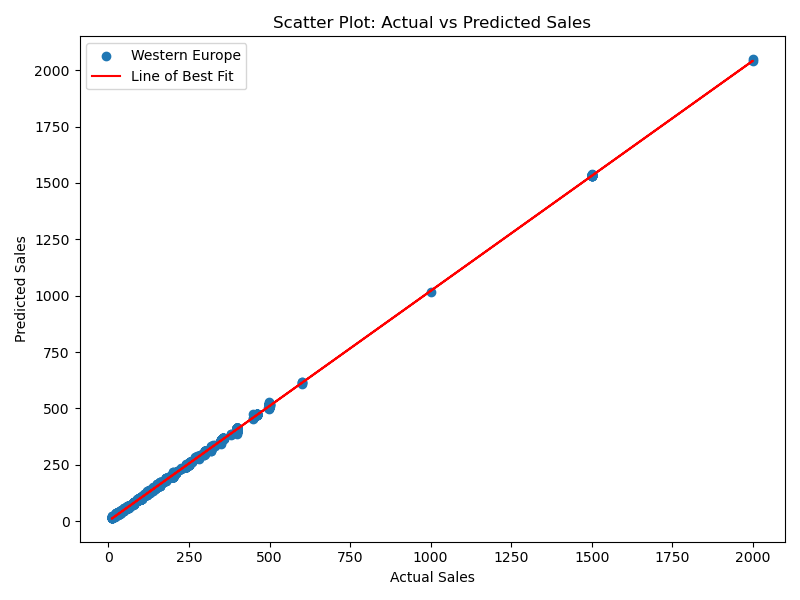 Scatter Plot: Actual vs Predicted Sales
Western Europe
Line of Best Fit
2000
1750
1500
1250
1000
750
500
250
0
Predicted Sales
0 250 500 750 1000 1250 1500 1750 2000
Actual Sales